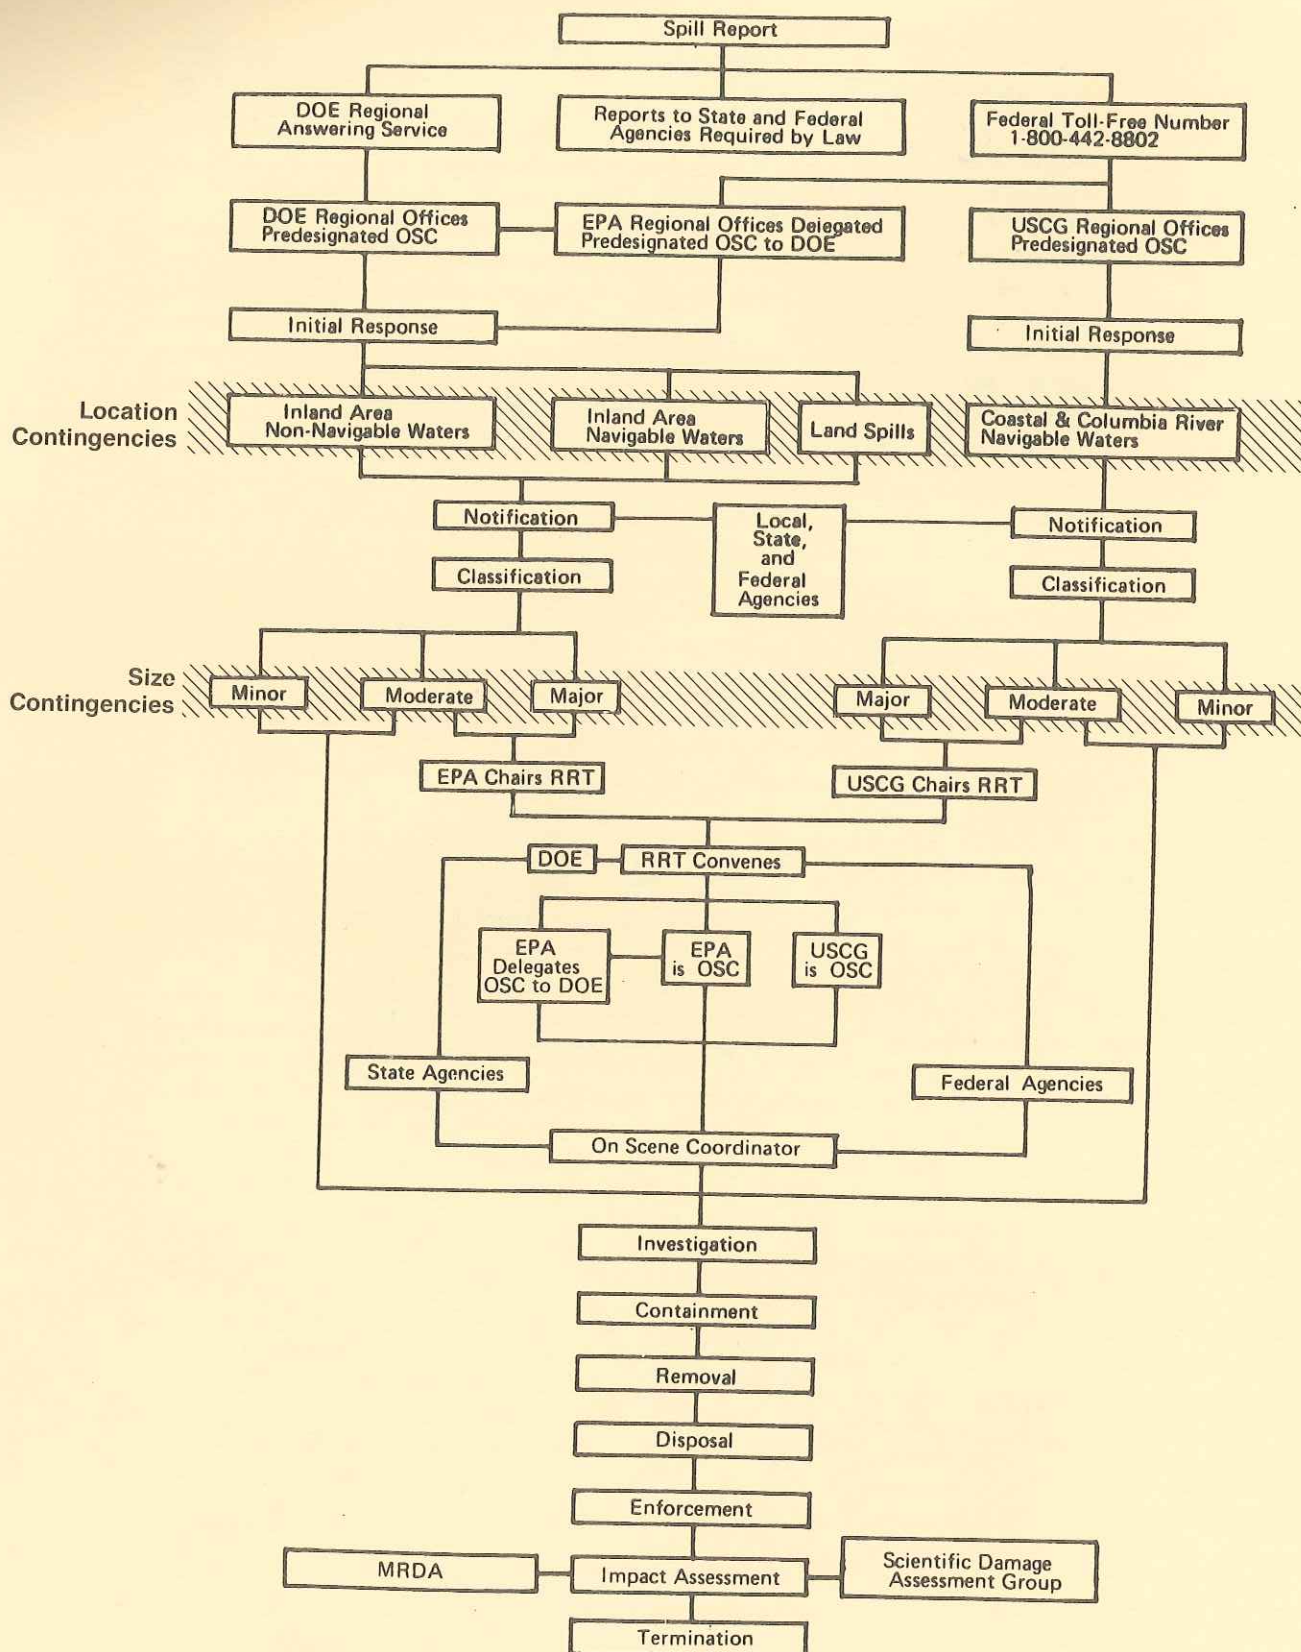 Spill Report
DOE Regional
Answering Service
Reports to State and Federal
Agencies Required by Law
Federal Toll-Free Number
1-800-442-8802
DOE Regional Offices
Predesignated OSC
EPA Regional Offices Delegated
Predesignated OSC to DOE
USCG Regional Offices
Predesignated OSC
Initial Response
Initial Response
Location
Contingencies
Inland Area
Non-Navigable Waters
Inland Area
Navigable Waters
Land Spills
Coastal & Columbia River
Navigable Waters
Notification
Local,
State,
and
Federal
Agencies
Notification
Classification
Classification
Size
Contingencies
Minor
Moderate
Major
Major
Moderate
Minor
EPA Chairs RRT
USCG Chairs RRT
DOE
RRT Convenes
EPA
Delegates
OSC to DOE
EPA
is OSC
USCG
is OSC
State Agencies
Federal Agencies
On Scene Coordinator
Investigation
Containment
Removal
Disposal
Enforcement
MRDA
Impact Assessment
Scientific Damage
Assessment Group
Termination